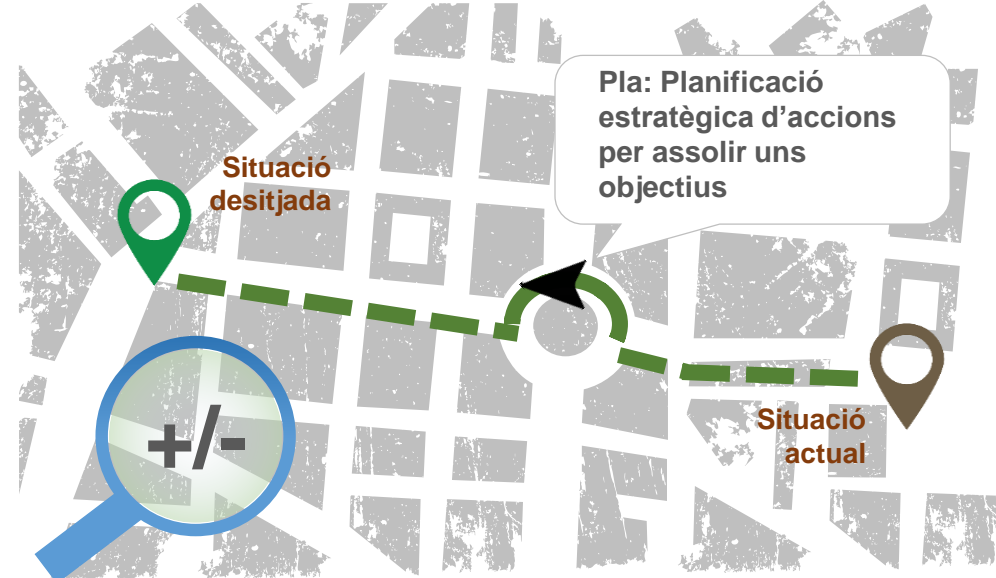 Pla: Planificació
estratègica d’accions
per assolir uns
objectius
Situació
desitjada
+/-
Situació
actual